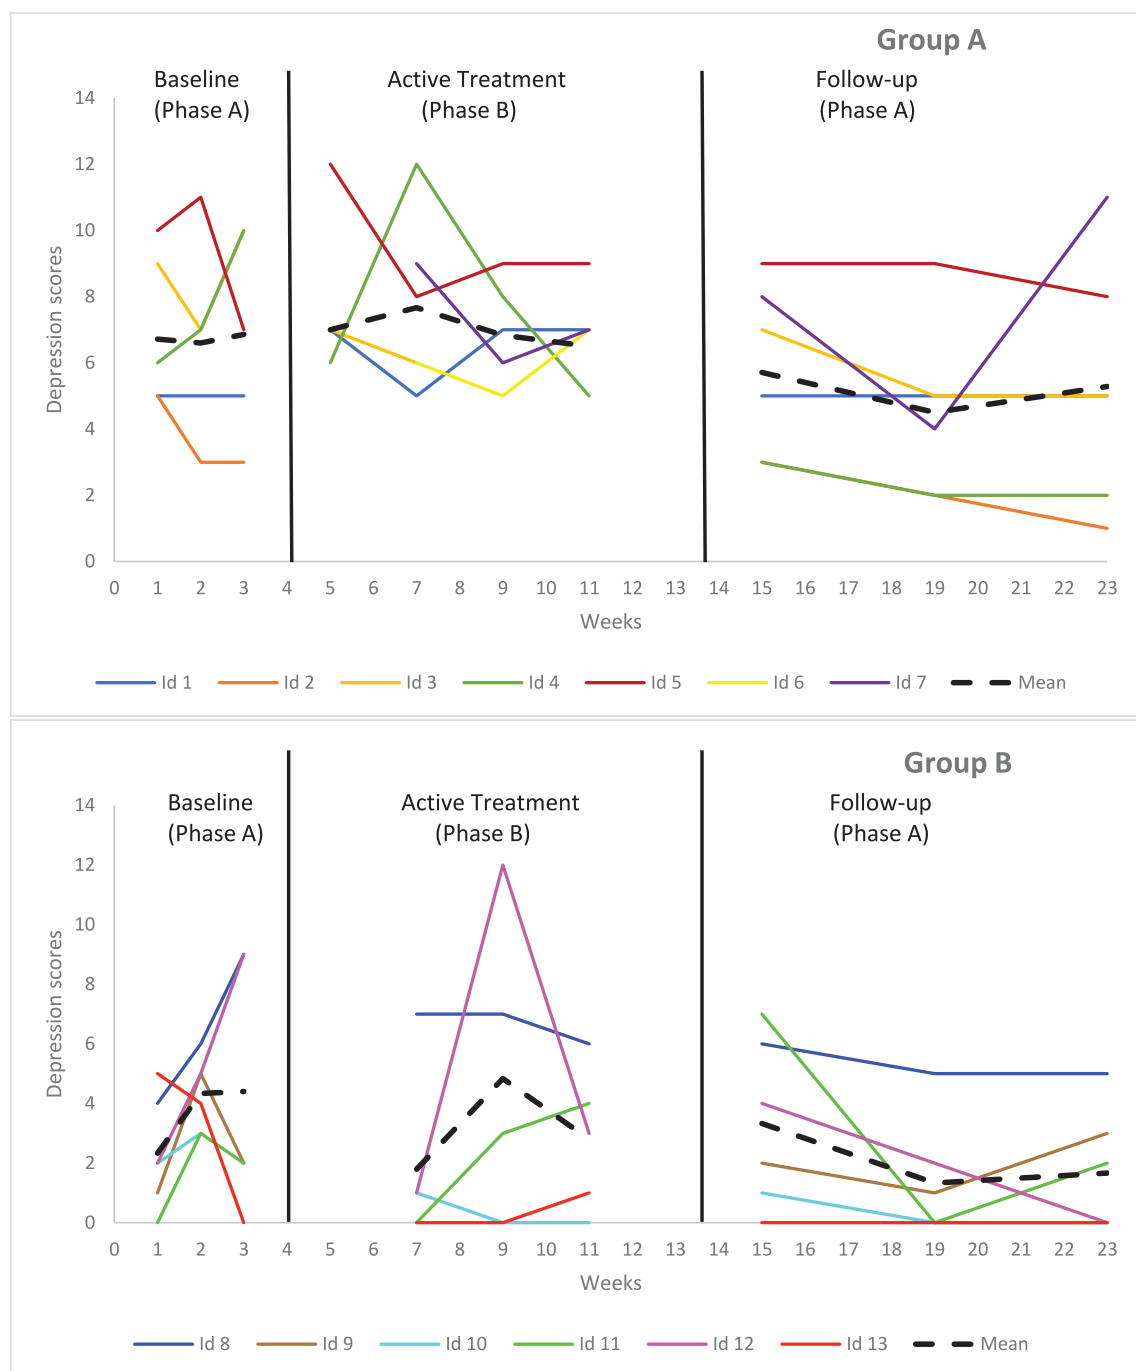 Group A
Baseline
(Phase A)
Active Treatment
(Phase B)
Follow-up
(Phase A)
Depression scores
14
12
10
8
6
4
2
0
0 1 2 3 4 5 6 7 8 9 10 11 12 13 14 15 17 18 19 20 21 22 23
Weeks
Id 1 Id 2 Id 3 Id 4 Id 5 Id 6 Id 7 Mean
Group B
Baseline
(Phase A)
Active Treatment
(Phase B)
Follow-up
(Phase A)
Depression scores
14
12
10
8
6
4
2
0
0 1 2 3 4 5 6 7 8 9 10 11 12 13 14 15 17 18 19 20 21 22 23
Weeks
Id 8 Id 9 Id 10 Id 11 Id 12 Id 13 Mean